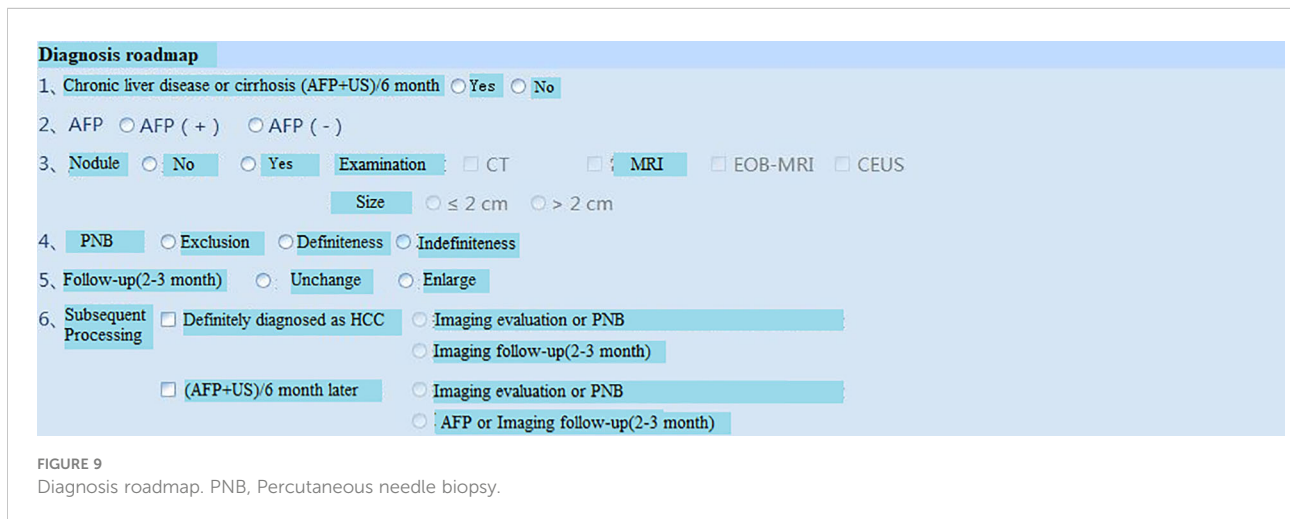 Diagnosis roadmap
1、Chronic liver disease or cirrhosis (AFP+US)/6 month Yes No
2、AFP AFP ( + ) AFP ( - )
3、Nodule No Yes Examination CT MRI EOB-MRI CEUS
Size ≤ 2 cm > 2 cm
4、PNB Exclusion Definiteness Indefiniteness
5、Follow-up(2-3 month) Unchange Enlarge
6、Subsequent Processing Definitely diagnosed as HCC Imaging evaluation or PNB
Imaging follow-up(2-3 month)
(AFP+US)/6 month later Imaging evaluation or PNB
AFP or Imaging follow-up(2-3 month)
FIGURE 9
Diagnosis roadmap. PNB, Percutaneous needle biopsy.